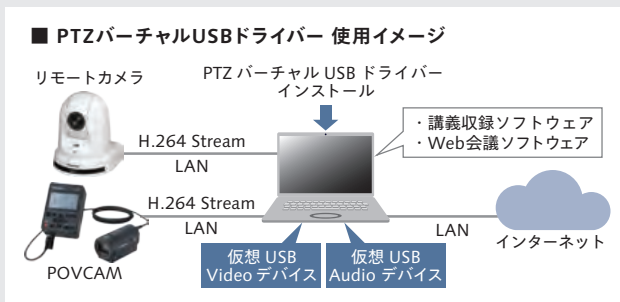 ■ PTZバーチャルUSBドライバー 使用イメージ
リモートカメラ
PTZ バーチャル USB ドライバー
インストール
・講義収録ソフトウェア
・Web会議ソフトウェア
H.264 Stream
LAN
H.264 Stream
LAN
POVCAM
仮想 USB
Video デバイス
仮想 USB
Audio デバイス
LAN
インターネット